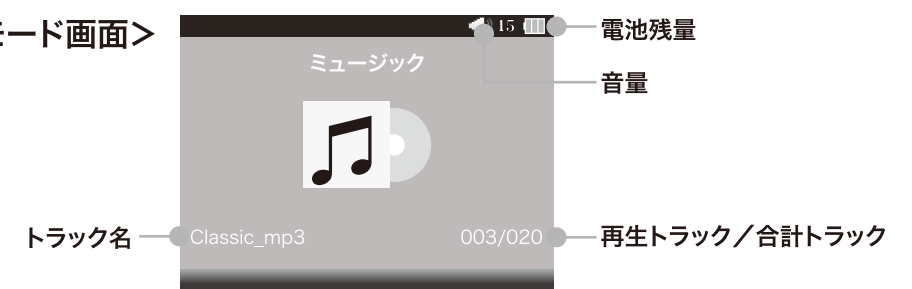 ード画面＞
15
電池残量
音量
ミュージック
トラック名
Classic_mp3
003/020
再生トラック／合計トラック